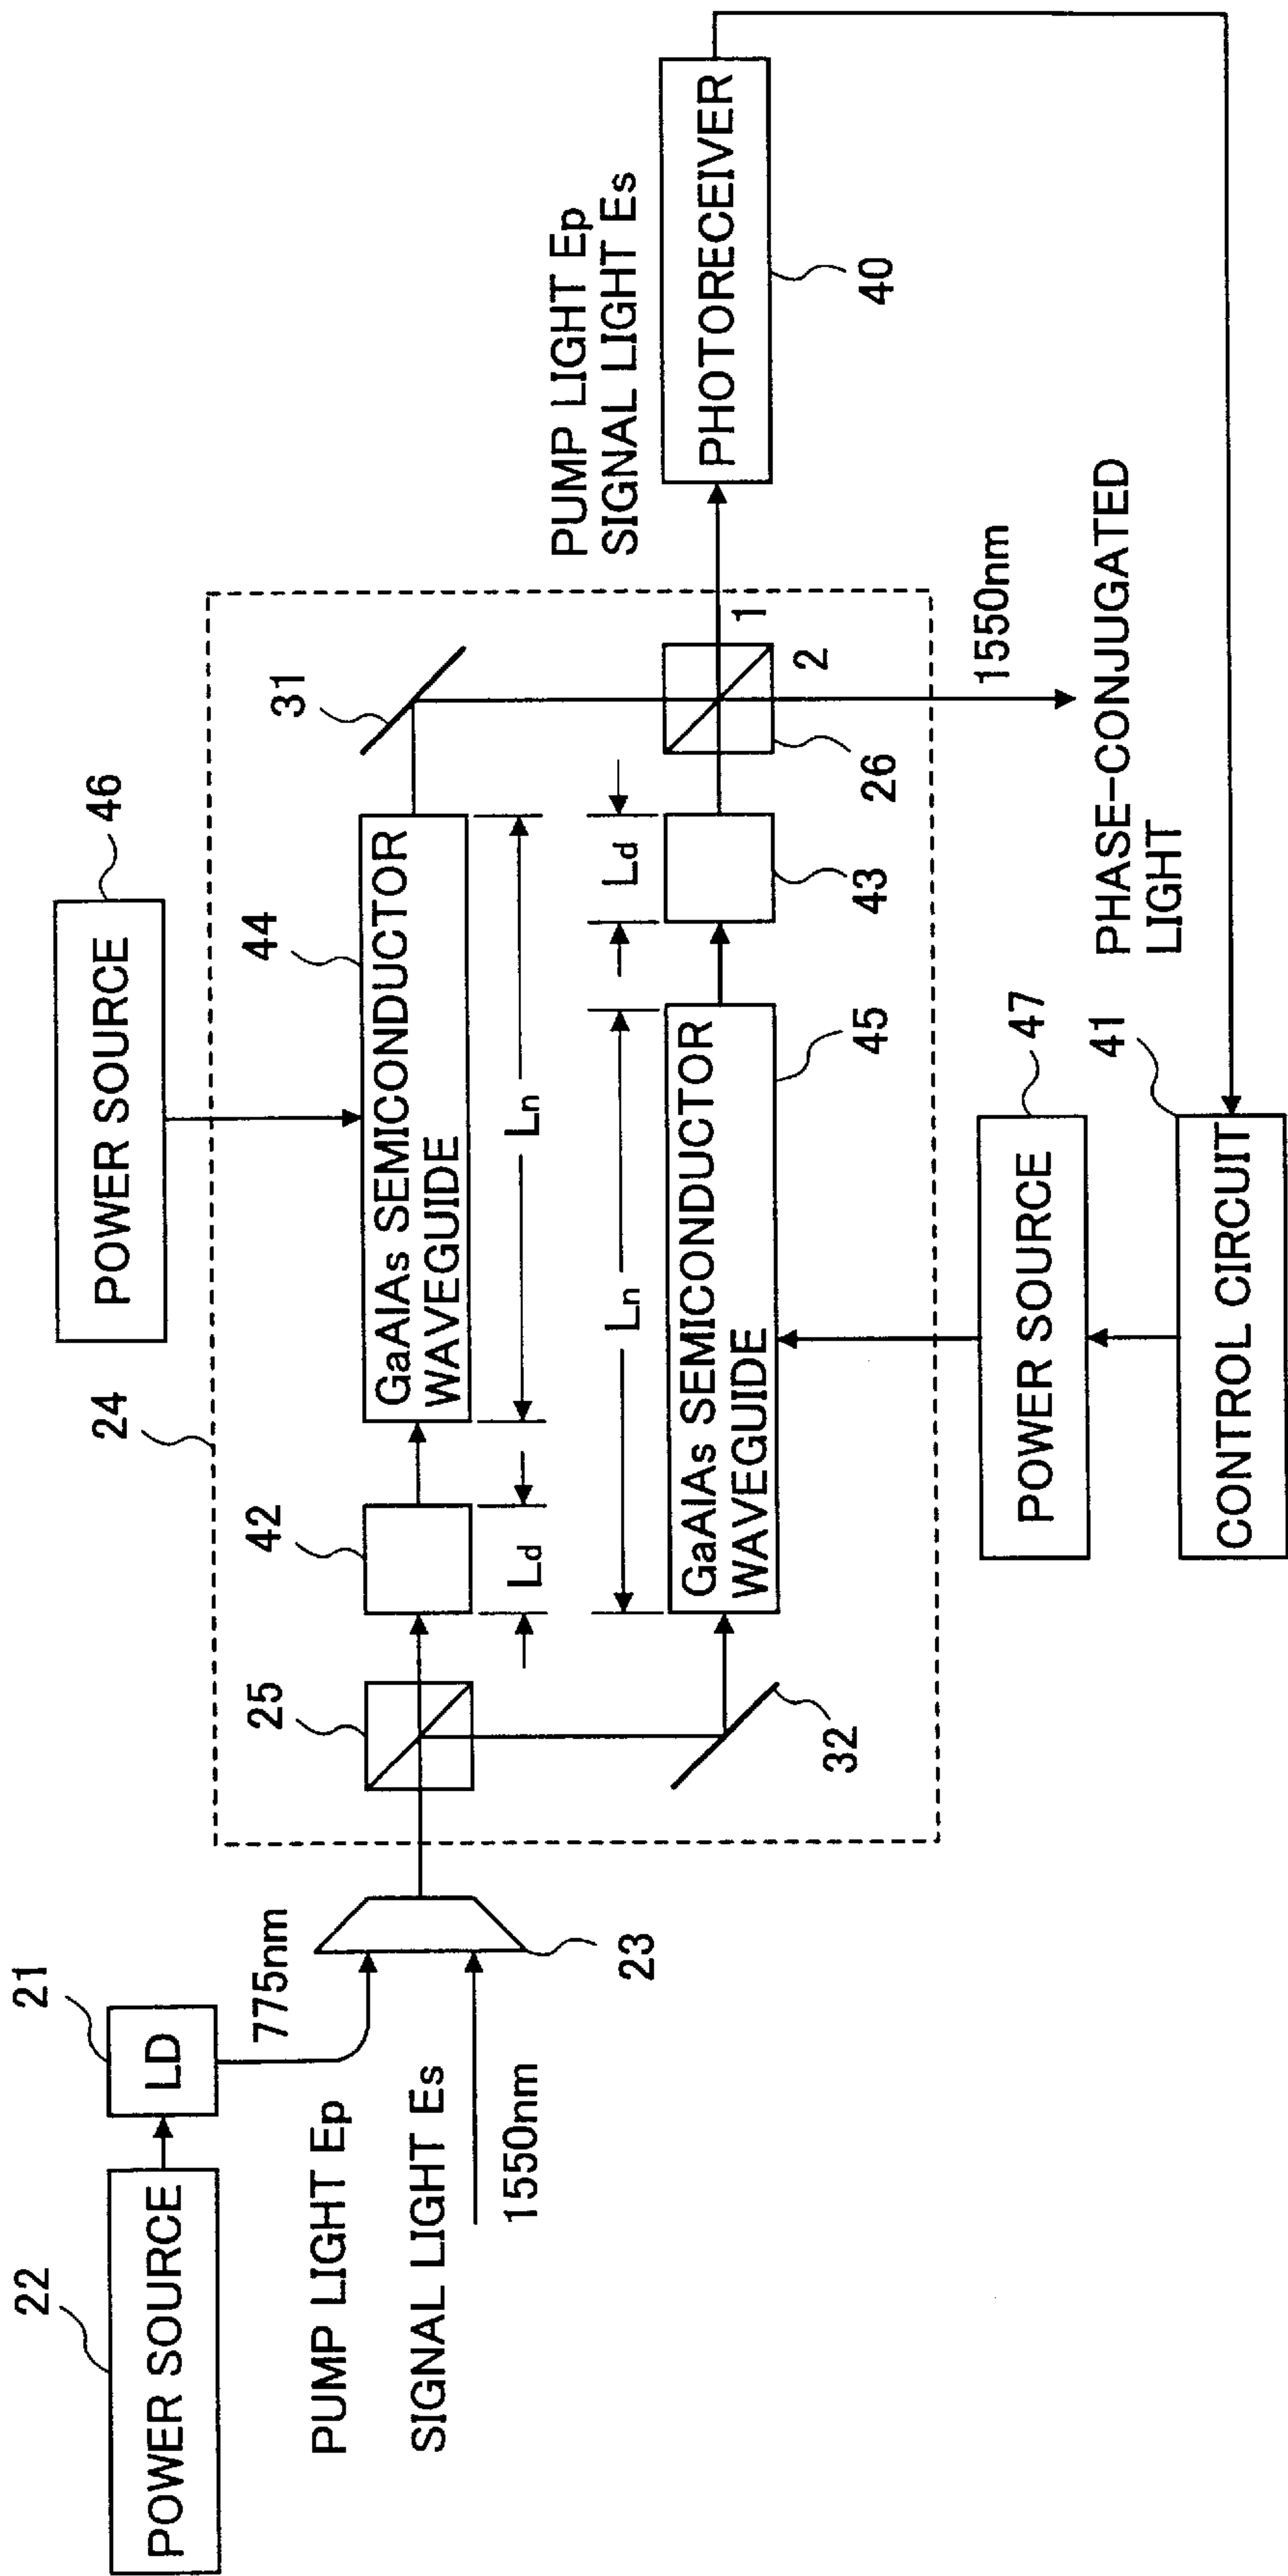 22
POWER SOURCE
21
LD
775nm
PUMP LIGHT Ep
SIGNAL LIGHT Es
1550nm
23
24
25
32
42
Ld
46
POWER SOURCE
44
GaAlAs SEMICONDUCTOR
WAVEGUIDE
Ln
Ln
GaAlAs SEMICONDUCTOR
WAVEGUIDE
45
Ld
43
31
26
1
2
PUMP LIGHT Ep
SIGNAL LIGHT Es
PHOTORECEIVER
40
1550nm
PHASE-CONJUGATED
LIGHT
47
POWER SOURCE
41
CONTROL CIRCUIT